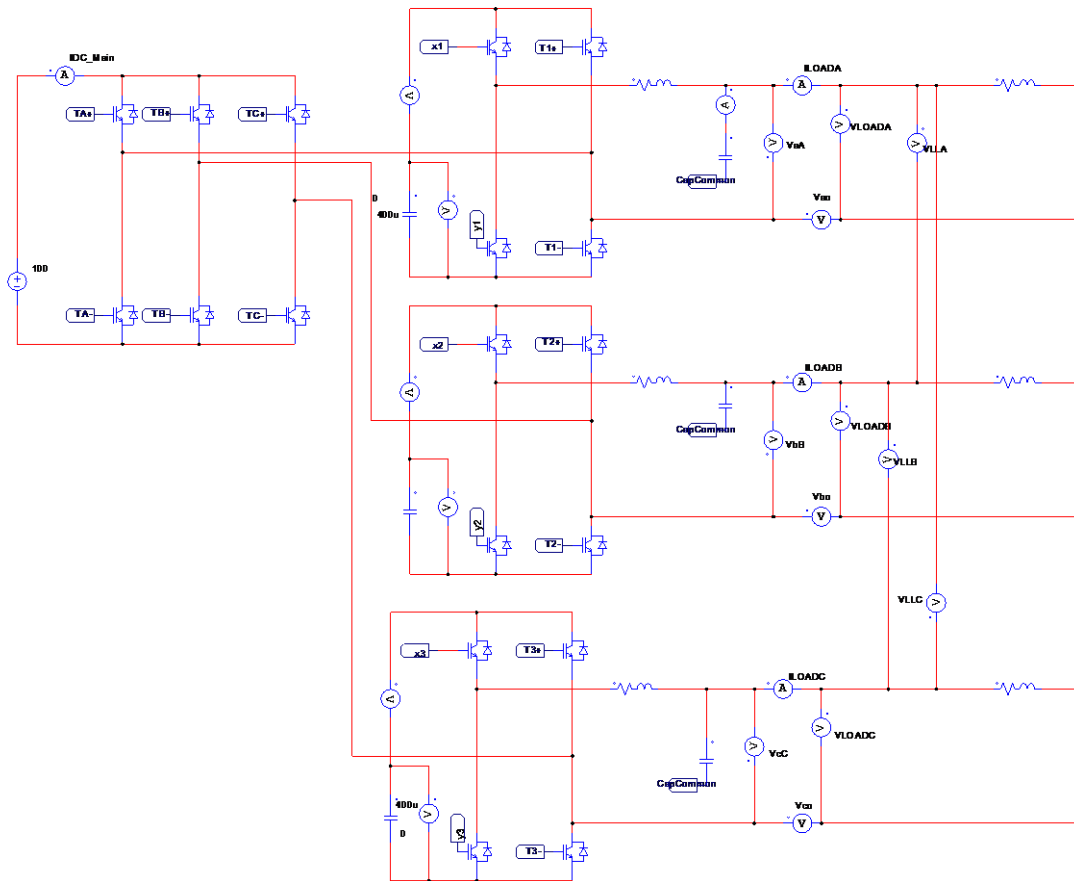 IDC_Main
A
TA+
TB+
TC+
100
TA-
TB-
TC-
x1
T1+
A
0
400u
V
y1
T1-
A
CapCommon
VaA
V
ILOADA
A
VLOADA
V
VLLA
V
Vao
V
x2
T2+
A
V
y2
T2-
CapCommon
VbB
V
ILOADB
A
VLOADB
V
VLLB
V
Vbo
V
VLLC
V
x3
T3+
A
400u
0
V
y3
T3-
CapCommon
VcC
V
ILOADC
A
VLOADC
V
Vco
V